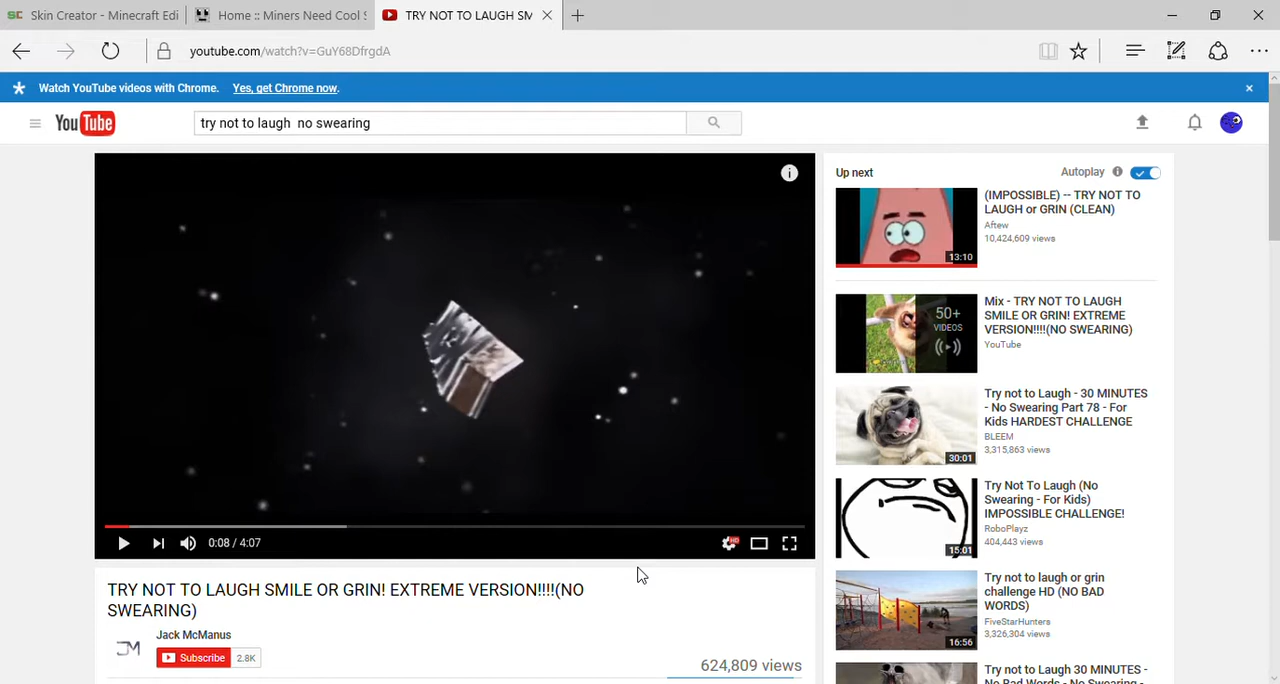 SC Skin Creator - Minecraft Edi
Home :: Miners Need Cool S
TRY NOT TO LAUGH SM
youtube.com/watch?v=GuY68DfrgdA
Watch YouTube videos with Chrome. Yes, get Chrome now.
YouTube
try not to laugh  no swearing
Up next
Autoplay
(IMPOSSIBLE) -- TRY NOT TO
LAUGH or GRIN (CLEAN)
Aftew
10,424,609 views
13:10
50+
VIDEOS
Mix - TRY NOT TO LAUGH
SMILE OR GRIN! EXTREME
VERSION!!!!(NO SWEARING)
YouTube
Try not to Laugh - 30 MINUTES
- No Swearing Part 78 - For
Kids HARDEST CHALLENGE
BLEEM
3,315,863 views
30:01
Try Not To Laugh (No
Swearing - For Kids)
IMPOSSIBLE CHALLENGE!
RoboPlayz
404,443 views
15:01
Try not to laugh or grin
challenge HD (NO BAD
WORDS)
FiveStarHunters
3,326,304 views
16:56
Try not to Laugh 30 MINUTES -
No Bad Words - No Swearing -
0:08 / 4:07
HD
TRY NOT TO LAUGH SMILE OR GRIN! EXTREME VERSION!!!!(NO
SWEARING)
JM
Jack McManus
Subscribe 2.8K
624,809 views